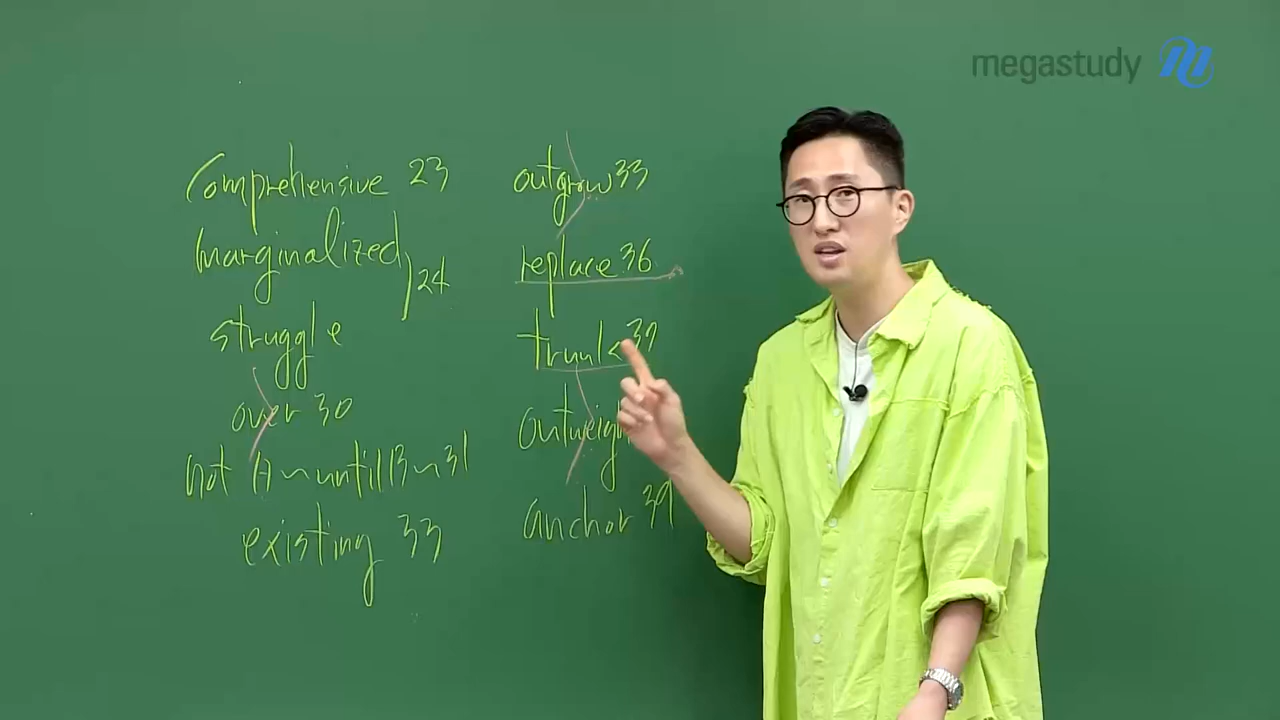 megastudy
Comprehensive 23
marginalized
24
struggle
over 30
not A~until B~31
existing 33
outgrow 33
replace 36
trunk 37
outweigh
anchor 39